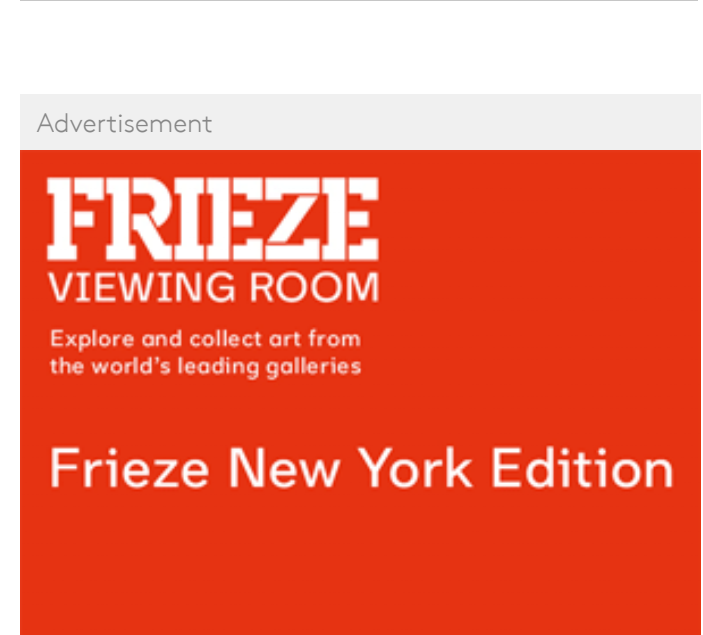 Advertisement
FRIEZE
VIEWING ROOM
Explore and collect art from
the world's leading galleries
Frieze New York Edition